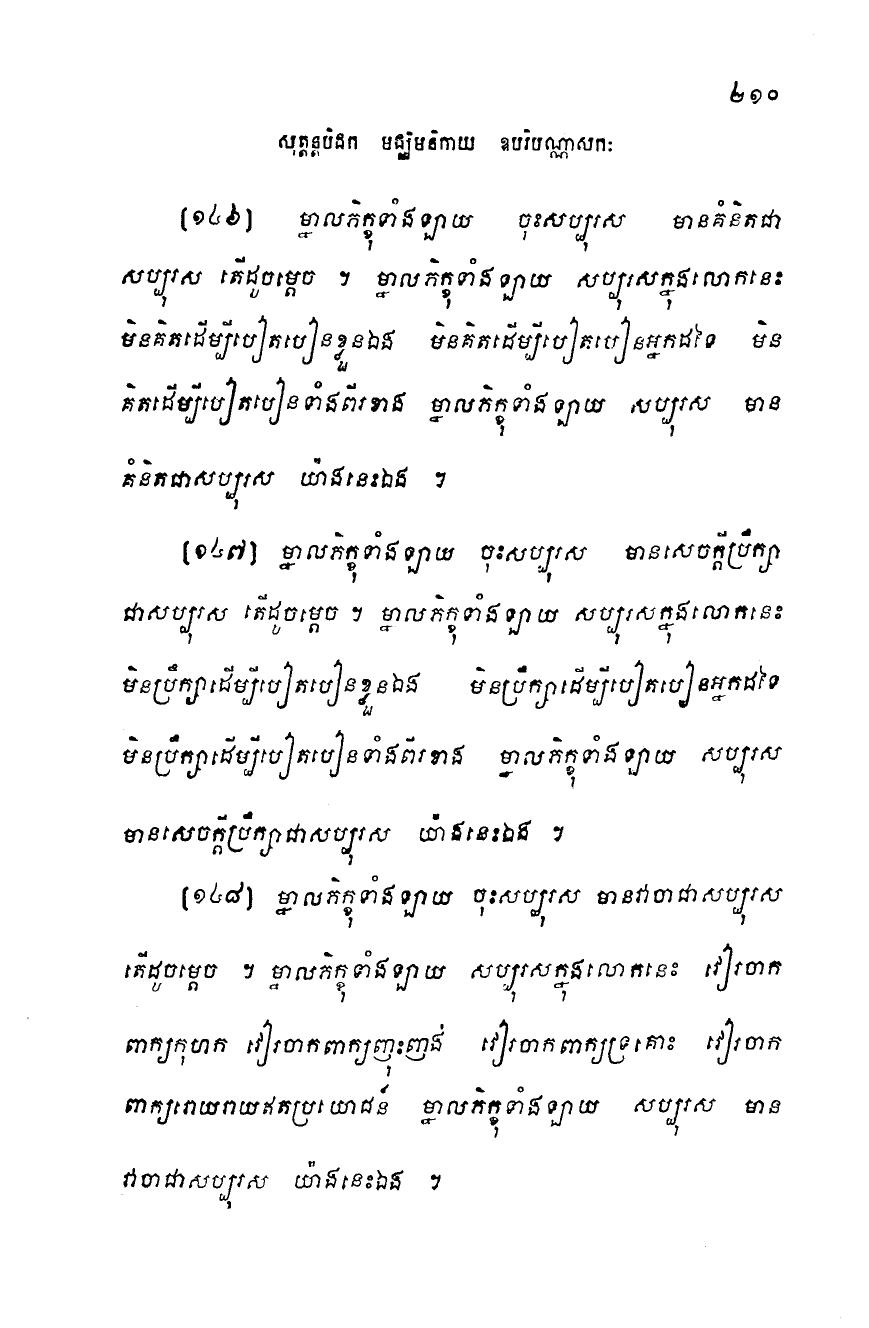 ២១០
សុត្តន្តបិដក មជ្ឈិមនិកាយ ឧបរិបណ្ណាសកៈ
[១៤៦] ម្នាលភិក្ខុទាំងឡាយ ចុះសប្បុរស មានគំនិតជា
សប្បុរស តើដូចម្តេច ។ ម្នាលភិក្ខុទាំងឡាយ សប្បុរសក្នុងលោកនេះ
មិនគិតដើម្បីបៀតបៀនខ្លួនឯង មិនគិតដើម្បីបៀតបៀនអ្នកដទៃ មិន
គិតដើម្បីបៀតបៀនទាំងពីរខាង ម្នាលភិក្ខុទាំងឡាយ សប្បុរស មាន
គំនិតជាសប្បុរស យ៉ាងនេះឯង ។
[១៤៧] ម្នាលភិក្ខុទាំងឡាយ ចុះសប្បុរស មានសេចក្តីប្រឹក្សា
ជាសប្បុរស តើដូចម្តេច ។ ម្នាលភិក្ខុទាំងឡាយ សប្បុរសក្នុងលោកនេះ
មិនប្រឹក្សាដើម្បីបៀតបៀនខ្លួនឯង មិនប្រឹក្សាដើម្បីបៀតបៀនអ្នកដទៃ
មិនប្រឹក្សាដើម្បីបៀតបៀនទាំងពីរខាង ម្នាលភិក្ខុទាំងឡាយ សប្បុរស
មានសេចក្តីប្រឹក្សាជាសប្បុរស យ៉ាងនេះឯង ។
[១៤៨] ម្នាលភិក្ខុទាំងឡាយ ចុះសប្បុរស មានវាចាជាសប្បុរស
តើដូចម្តេច ។ ម្នាលភិក្ខុទាំងឡាយ សប្បុរសក្នុងលោកនេះ វៀរចាក
ពាក្យកុហក វៀរចាកពាក្យញុះញង់ វៀរចាកពាក្យទ្រគោះ វៀរចាក
ពាក្យរោយរាយឥតប្រយោជន៍ ម្នាលភិក្ខុទាំងឡាយ សប្បុរស មាន
វាចាជាសប្បុរស យ៉ាងនេះឯង ។